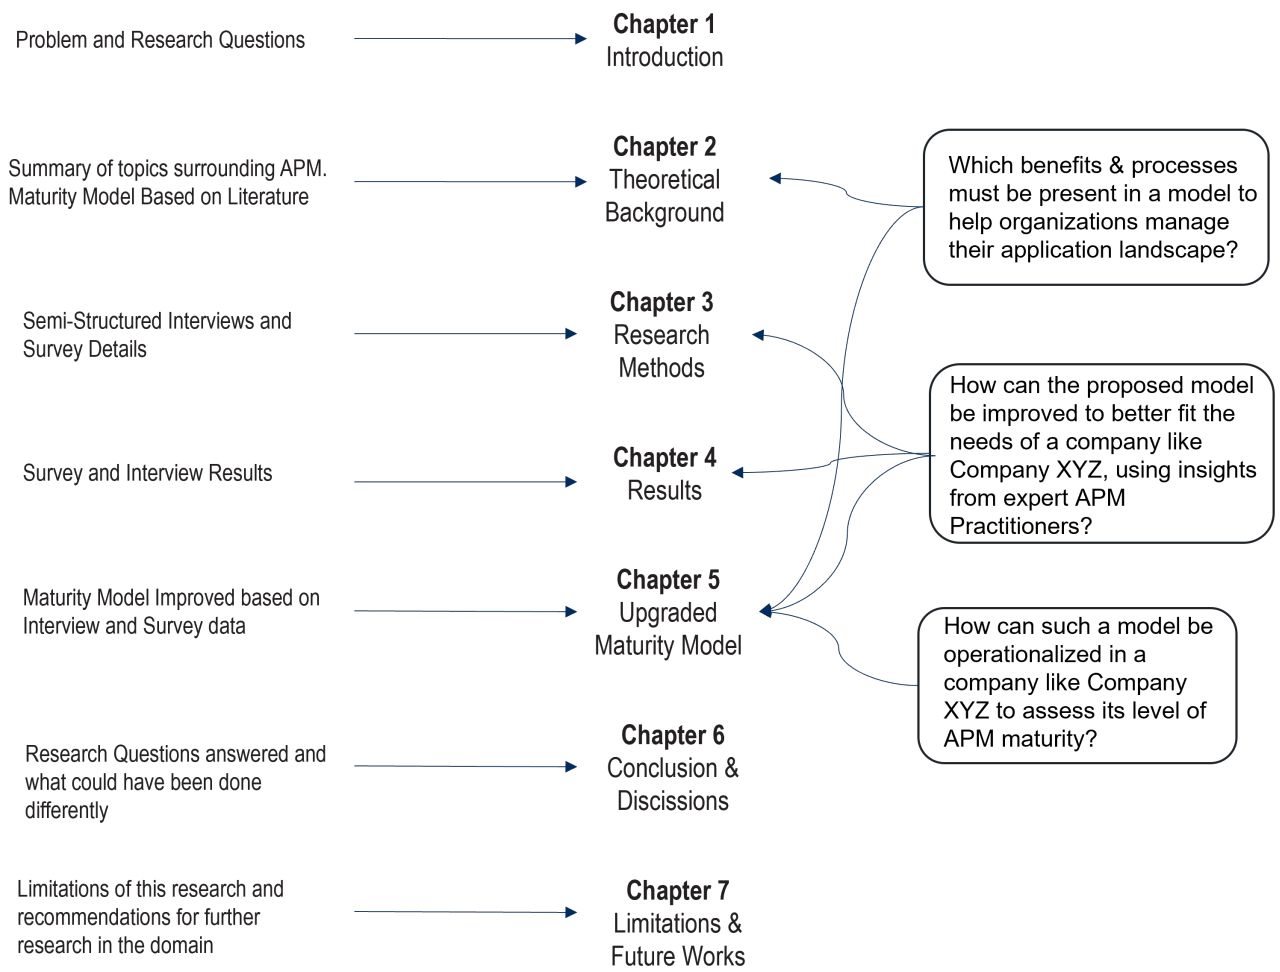 Problem and Research Questions
Chapter 1
Introduction
Summary of topics surrounding APM.
Maturity Model Based on Literature
Chapter 2
Theoretical
Background
Which benefits & processes
must be present in a model to
help organizations manage
their application landscape?
Semi-Structured Interviews and
Survey Details
Chapter 3
Research
Methods
How can the proposed model
be improved to better fit the
needs of a company like
Company XYZ, using insights
from expert APM
Practitioners?
Survey and Interview Results
Chapter 4
Results
Maturity Model Improved based on
Interview and Survey data
Chapter 5
Upgraded
Maturity Model
How can such a model be
operationalized in a
company like Company
XYZ to assess its level of
APM maturity?
Research Questions answered and
what could have been done
differently
Chapter 6
Conclusion &
Discissions
Limitations of this research and
recommendations for further
research in the domain
Chapter 7
Limitations &
Future Works